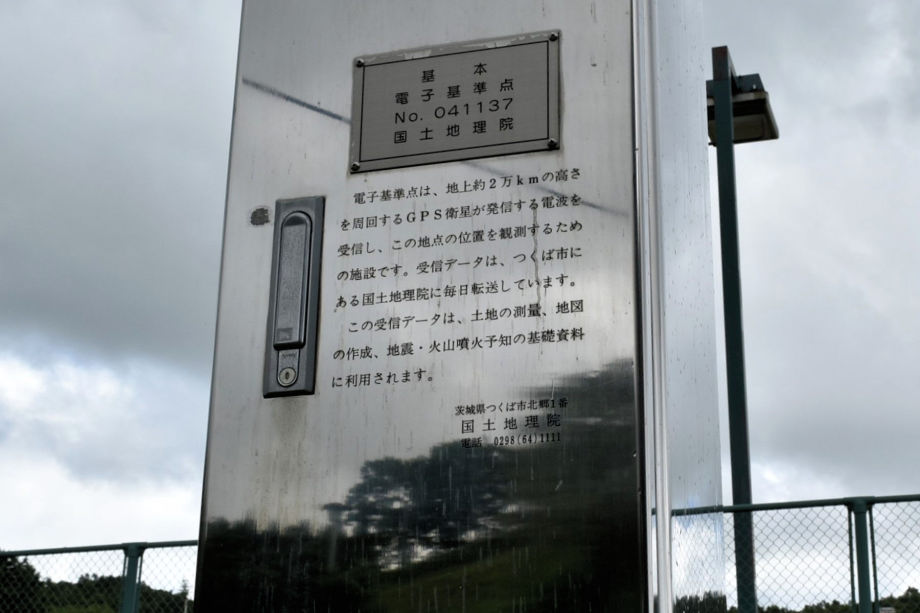 基本
電子基準点
No. 041137
国土地理院
電子基準点は、地上約2万kmの高さ
を周回するGPS衛星が発信する電波を
受信し、この地点の位置を観測するため
の施設です。受信データは、つくば市に
ある国土地理院に毎日転送しています。
この受信データは、土地の測量、地図
の作成、地震・火山噴火予知の基礎資料
に利用されます。
茨城県つくば市北郷1番
国土地理院
電話 0298(64)1111